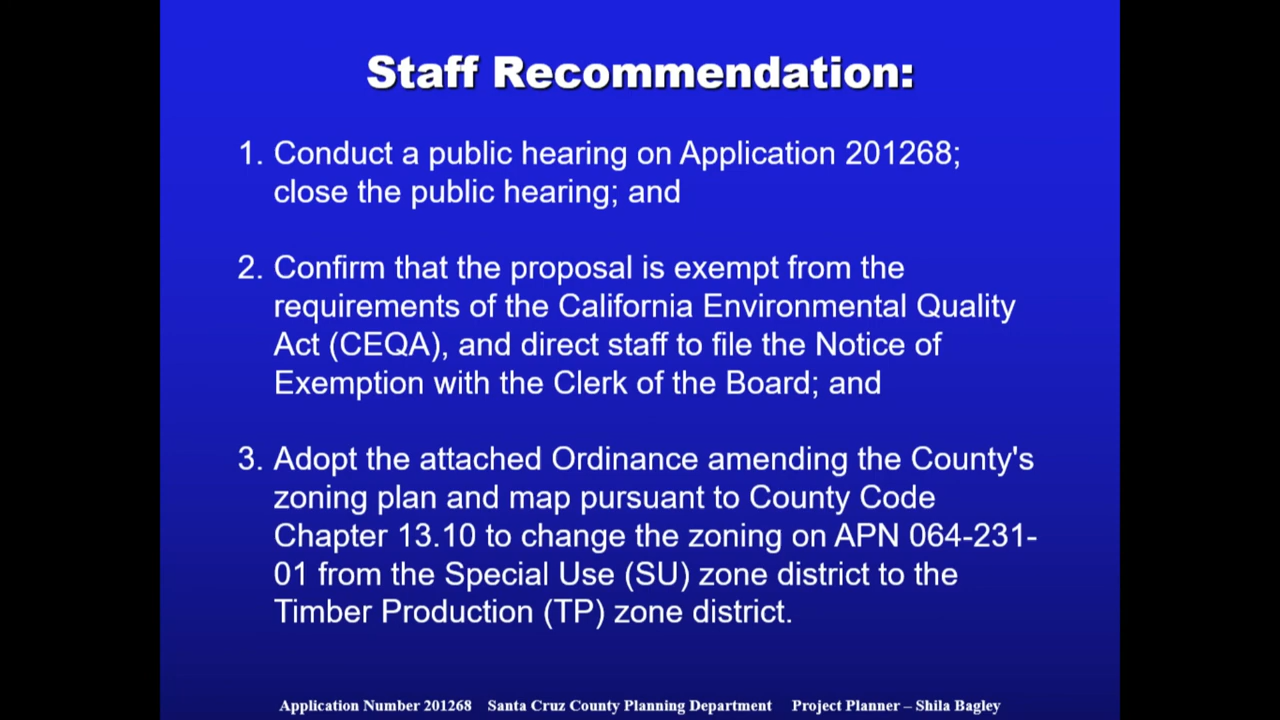 Staff Recommendation:
1. Conduct a public hearing on Application 201268;
close the public hearing; and
2. Confirm that the proposal is exempt from the
requirements of the California Environmental Quality
Act (CEQA), and direct staff to file the Notice of
Exemption with the Clerk of the Board; and
3. Adopt the attached Ordinance amending the County's
zoning plan and map pursuant to County Code
Chapter 13.10 to change the zoning on APN 064-231-
01 from the Special Use (SU) zone district to the
Timber Production (TP) zone district.
Application Number 201268 Santa Cruz County Planning Department Project Planner – Shila Bagley